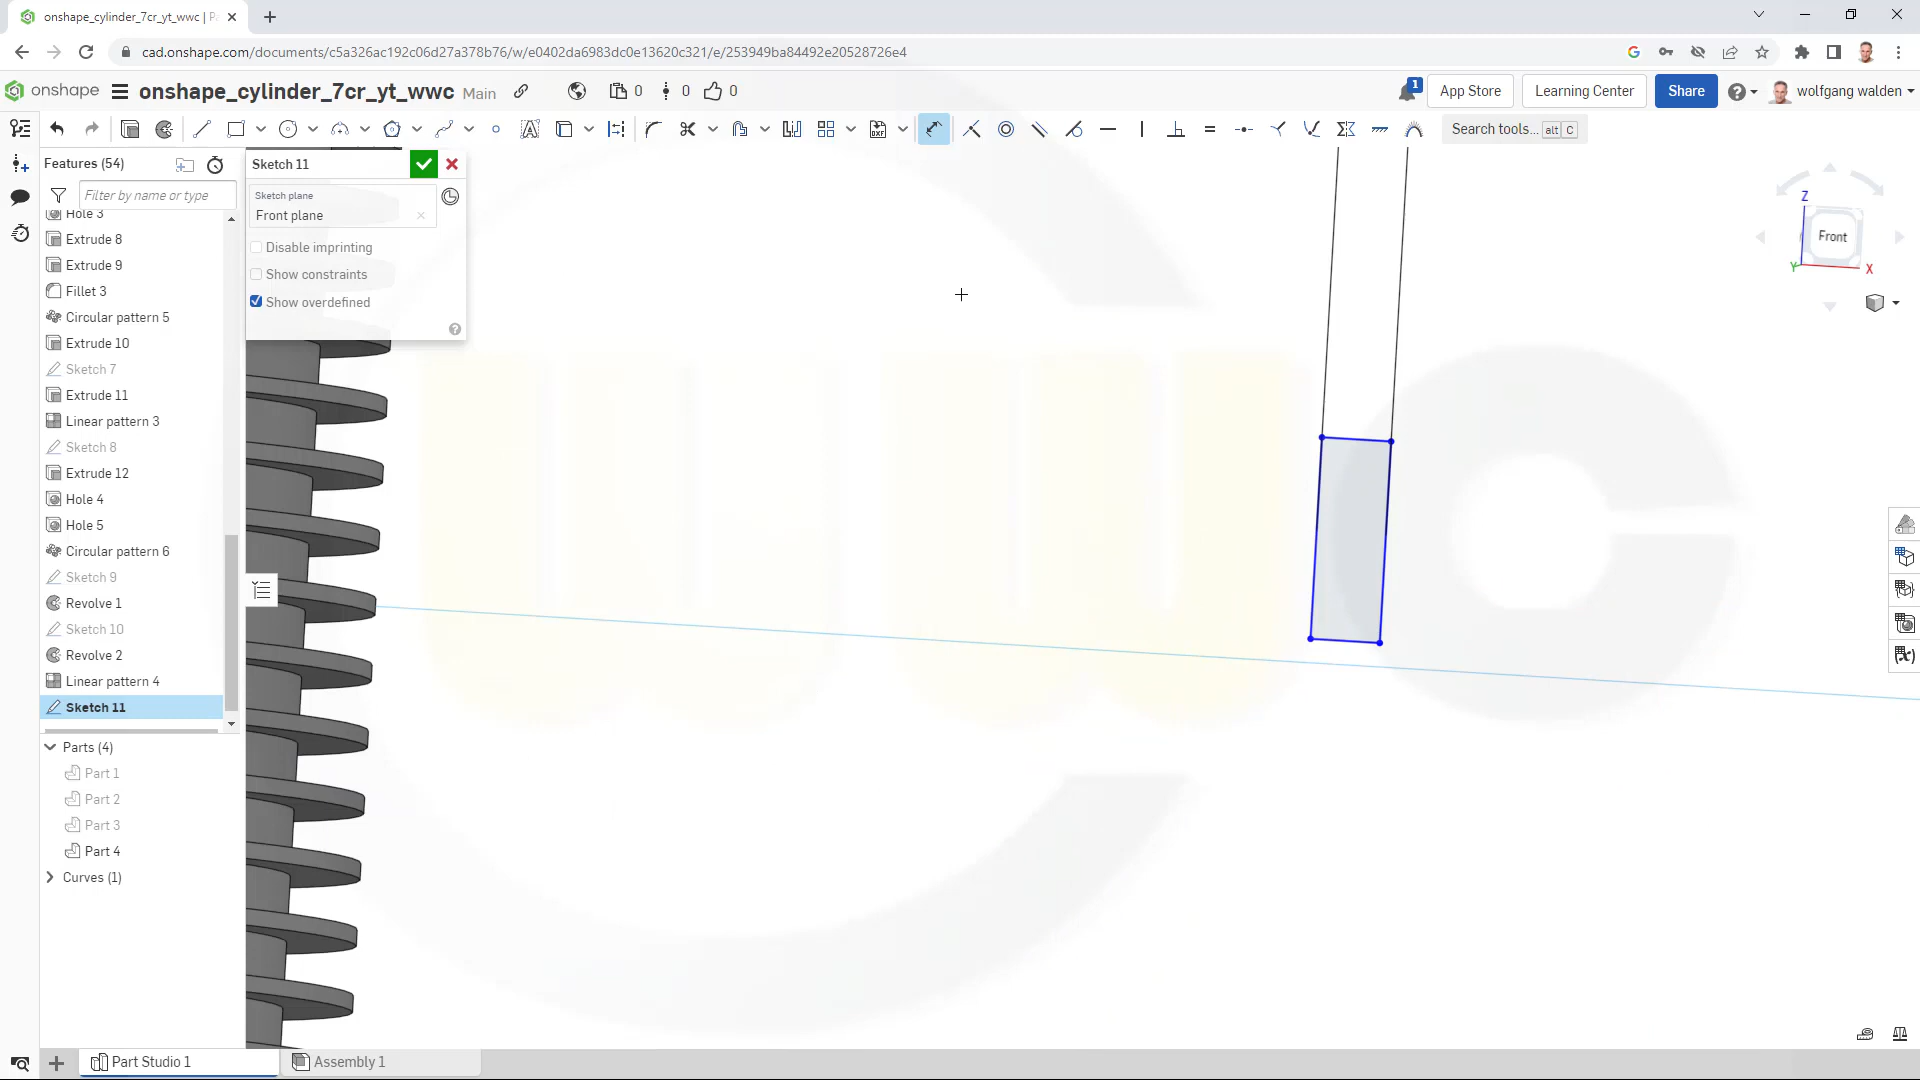 onshape_cylinder_7cr_yt_wwc | P
cad.onshape.com/documents/c5a326ac192c06d27a378b76/w/e0402da6983dc0e13620c321/e/253949ba84492e20528726e4
onshape
onshape_cylinder_7cr_yt_wwc Main
0 0 0
1
App Store
Learning Center
Share
wolfgang walden
Search tools... alt C
Features (54)
Filter by name or type
Hole 3
Extrude 8
Extrude 9
Fillet 3
Circular pattern 5
Extrude 10
Sketch 7
Extrude 11
Linear pattern 3
Sketch 8
Extrude 12
Hole 4
Hole 5
Circular pattern 6
Sketch 9
Revolve 1
Sketch 10
Revolve 2
Linear pattern 4
Sketch 11
Parts (4)
Part 1
Part 2
Part 3
Part 4
Curves (1)
Sketch 11
Sketch plane
Front plane
Disable imprinting
Show constraints
Show overdefined
Z
Front
Y
X
Part Studio 1
Assembly 1